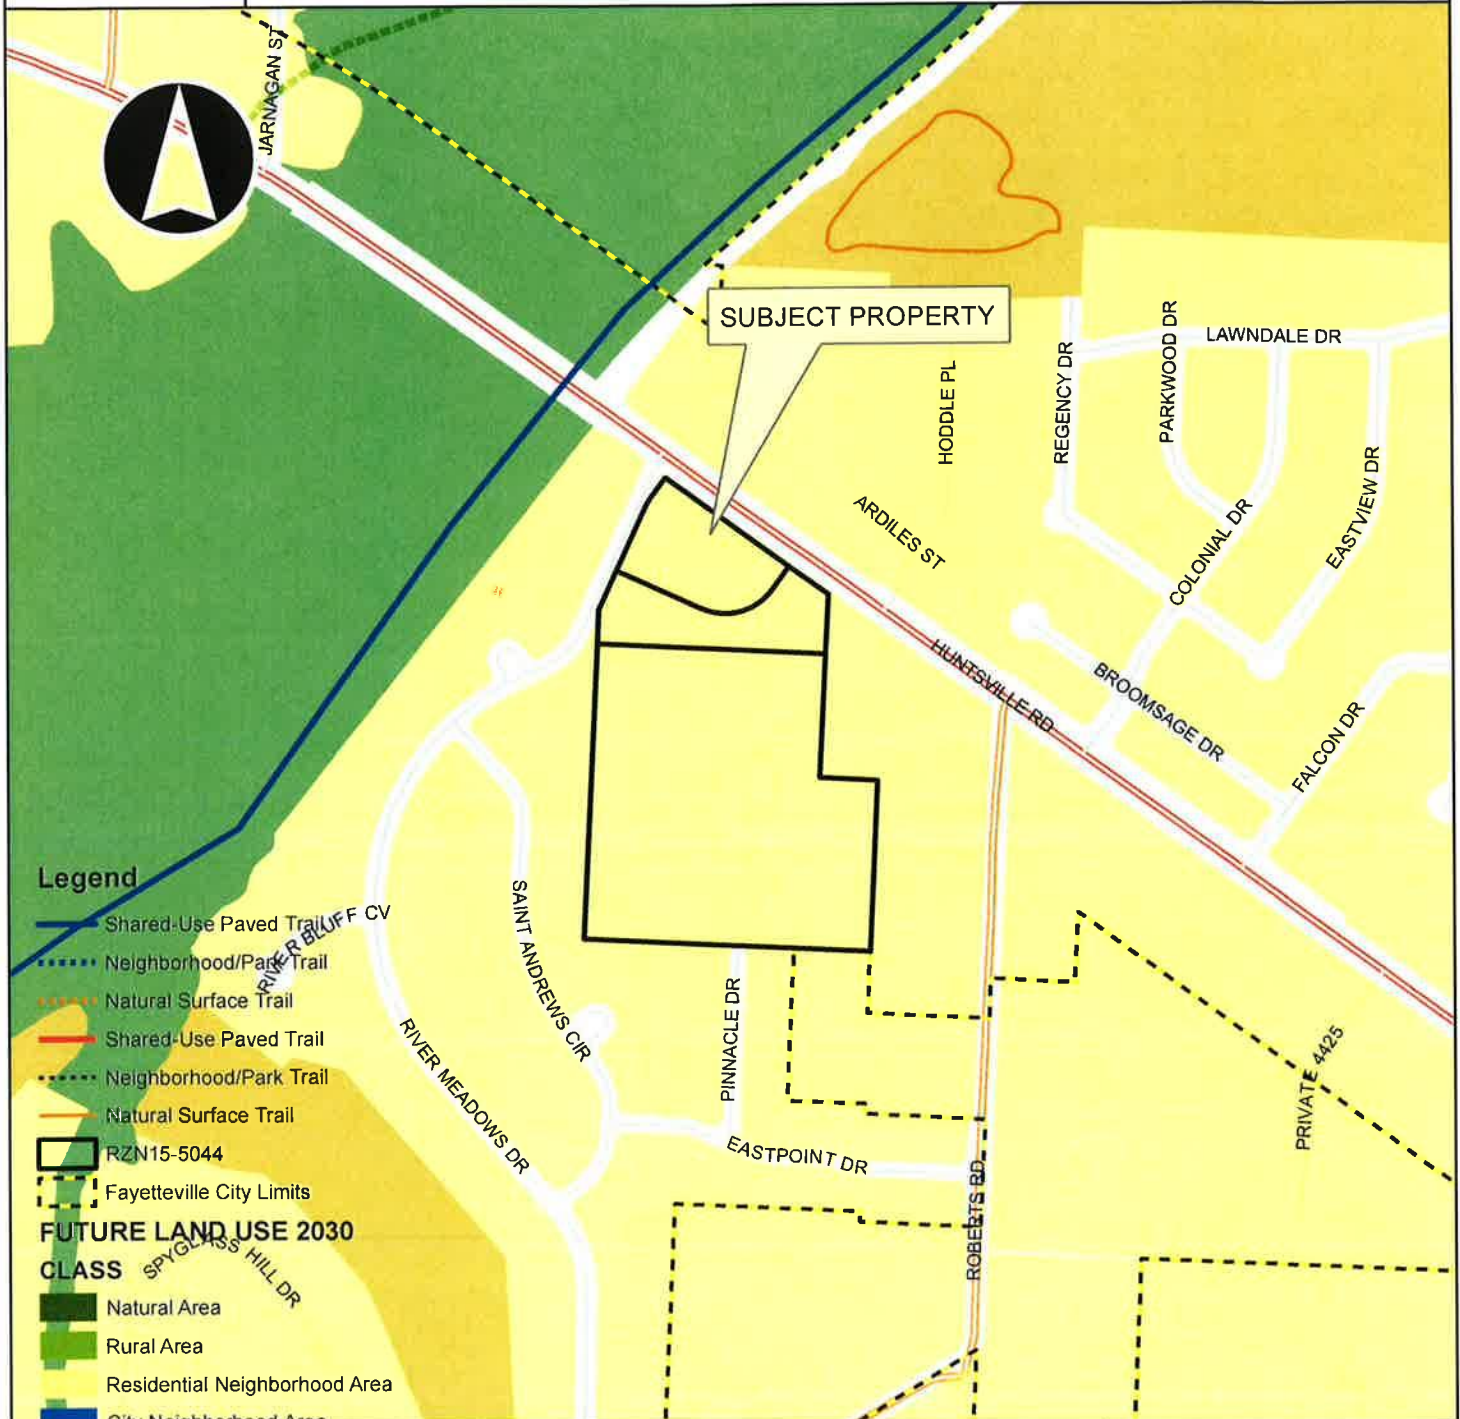 JARNAGAN ST
SUBJECT PROPERTY
HODDLE PL
REGENCY DR
PARKWOOD DR
LAWNDALE DR
ARDILES ST
COLONIAL DR
EASTVIEW DR
HUNTSVILLE RD
BROOMSAGE DR
FALCON DR
RIVER BLUFF CV
SAINT ANDREWS CIR
RIVER MEADOWS DR
PINNACLE DR
EASTPOINT DR
ROBERTS RD
PRIVATE 4425
SPYGLASS HILL DR
Legend
Shared-Use Paved Trail
Neighborhood/Park Trail
Natural Surface Trail
Shared-Use Paved Trail
Neighborhood/Park Trail
Natural Surface Trail
RZN15-5044
Fayetteville City Limits
FUTURE LAND USE 2030
CLASS
Natural Area
Rural Area
Residential Neighborhood Area
City Neighborhood Area